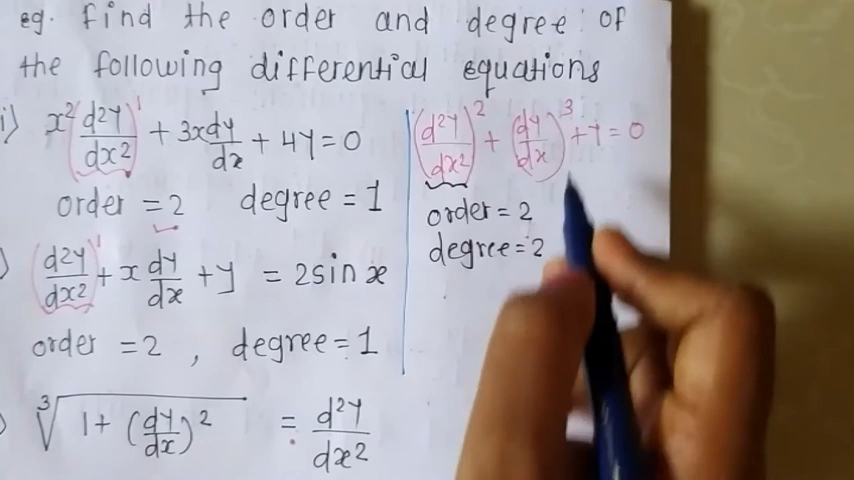 eg. find the order and degree of
the following differential equations
i) x² (d²y/dx²)¹ + 3x dy/dx + 4y = 0
order = 2 degree = 1
) (d²y/dx²)¹ + x dy/dx + y = 2 sin x
order = 2 , degree = 1
) ∛(1 + (dy/dx)²) = d²y/dx²
(d²y/dx²)² + (dy/dx)³ + y = 0
order = 2
degree = 2